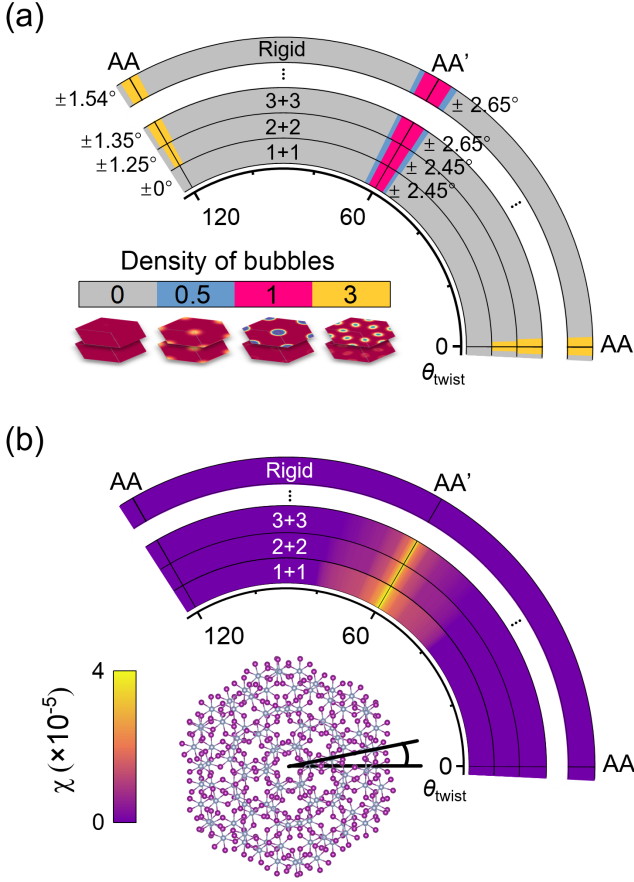 (a)
AA
Rigid
AA’
...
±1.54°
± 2.65°
3+3
±1.35°
2+2
± 2.65°
±1.25°
1+1
± 2.45°
±0°
± 2.45°
120
60
...
Density of bubbles
0 0.5 1 3
0
AA
θtwist
(b)
AA
Rigid
AA’
...
3+3
2+2
1+1
120
60
...
4
χ (×10⁻⁵)
0
0
AA
θtwist